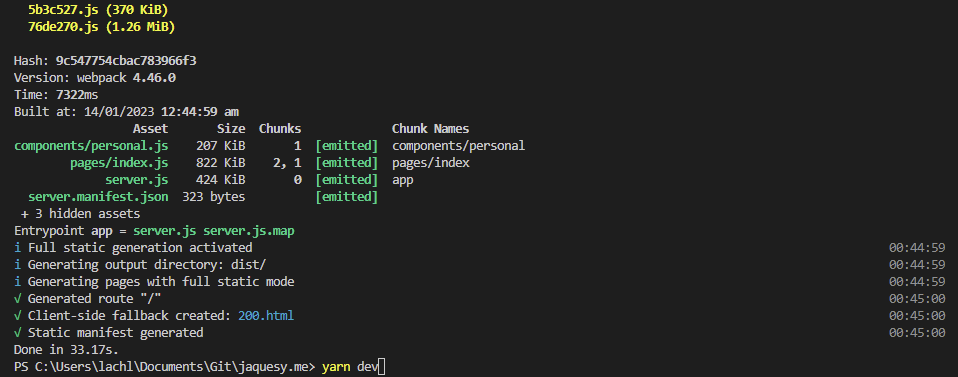 5b3c527.js (370 KiB)
76de270.js (1.26 MiB)
Hash: 9c547754cbac783966f3
Version: webpack 4.46.0
Time: 7322ms
Built at: 14/01/2023 12:44:59 am
Asset Size Chunks Chunk Names
components/personal.js 207 KiB 1 [emitted] components/personal
pages/index.js 822 KiB 2, 1 [emitted] pages/index
server.js 424 KiB 0 [emitted] app
server.manifest.json 323 bytes [emitted]
+ 3 hidden assets
Entrypoint app = server.js server.js.map
i Full static generation activated 00:44:59
i Generating output directory: dist/ 00:44:59
i Generating pages with full static mode 00:44:59
√ Generated route "/" 00:45:00
√ Client-side fallback created: 200.html 00:45:00
√ Static manifest generated 00:45:00
Done in 33.17s.
PS C:\Users\lachl\Documents\Git\jaquesy.me> yarn dev